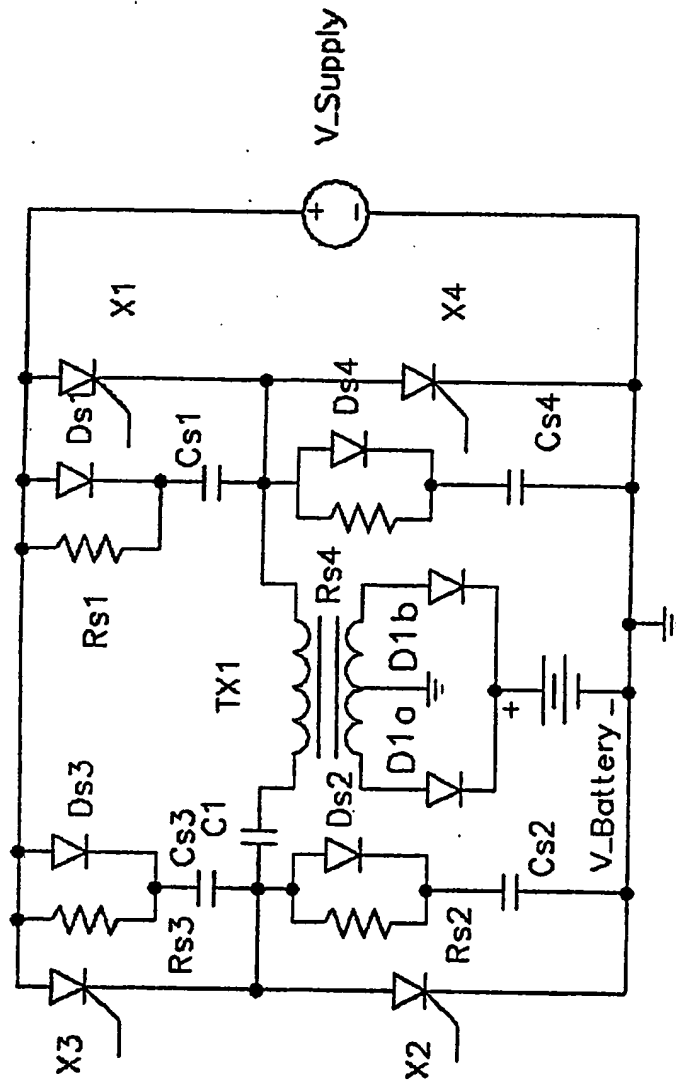 V_Supply
+
-
X1
X4
Ds1
Ds4
Cs1
Cs4
Rs1
Rs4
TX1
D1b
D1a
+
V_Battery -
Ds3
Ds2
C1
Cs3
Cs2
Rs3
Rs2
X3
X2